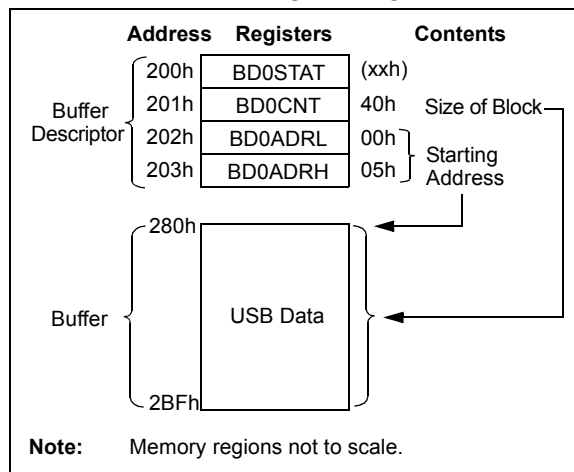 Address Registers Contents
200h BD0STAT (xxh)
201h BD0CNT 40h Size of Block
Buffer Descriptor
202h BD0ADRL 00h
203h BD0ADRH 05h
Starting Address
280h
Buffer USB Data
2BFh
Note: Memory regions not to scale.